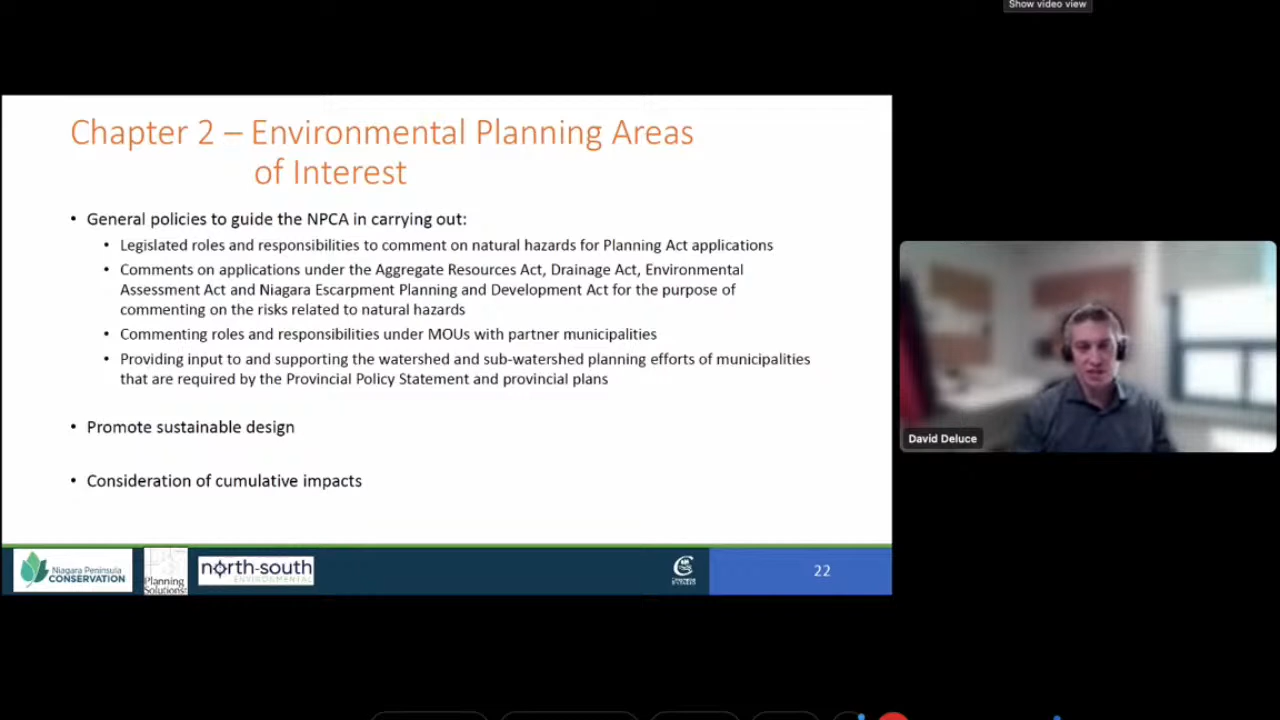 Show video view
Chapter 2 – Environmental Planning Areas
of Interest
• General policies to guide the NPCA in carrying out:
• Legislated roles and responsibilities to comment on natural hazards for Planning Act applications
• Comments on applications under the Aggregate Resources Act, Drainage Act, Environmental
Assessment Act and Niagara Escarpment Planning and Development Act for the purpose of
commenting on the risks related to natural hazards
• Commenting roles and responsibilities under MOUs with partner municipalities
• Providing input to and supporting the watershed and sub-watershed planning efforts of municipalities
that are required by the Provincial Policy Statement and provincial plans
• Promote sustainable design
• Consideration of cumulative impacts
David Deluce
Niagara Peninsula
CONSERVATION
Planning
Solutions
north-south
ENVIRONMENTAL
22